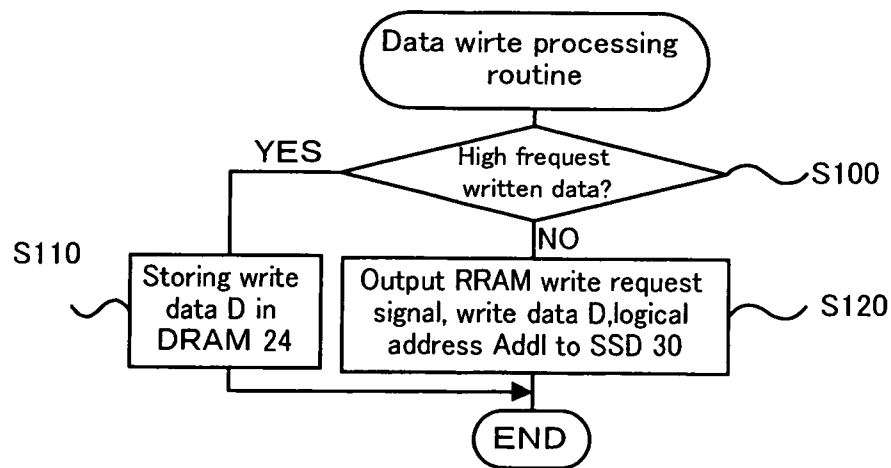 Data wirte processing
routine
YES
High frequest
written data?
S100
NO
S110
Storing write
data D in
DRAM 24
Output RRAM write request
signal, write data D,logical
address Addl to SSD 30
S120
END